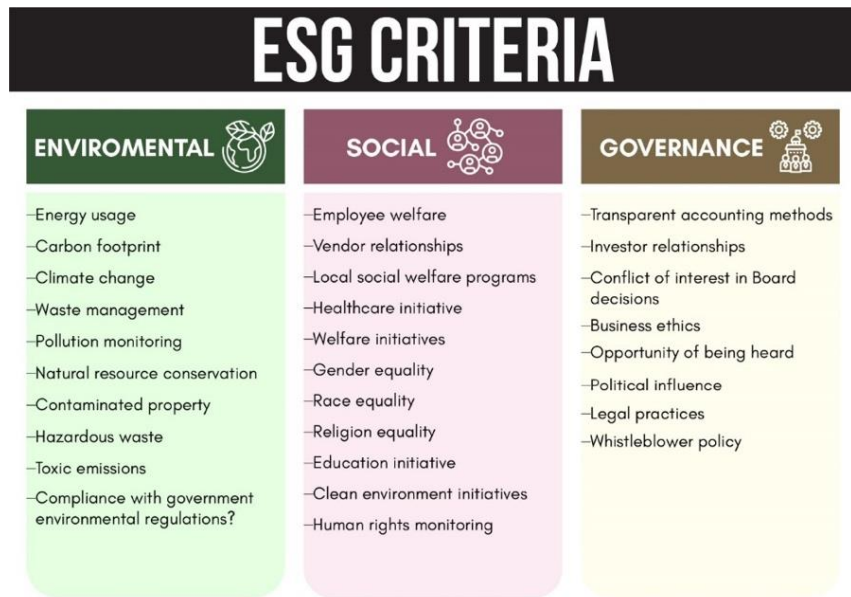 ESG CRITERIA
ENVIROMENTAL
–Energy usage
–Carbon footprint
–Climate change
–Waste management
–Pollution monitoring
–Natural resource conservation
–Contaminated property
–Hazardous waste
–Toxic emissions
–Compliance with government
environmental regulations?
SOCIAL
–Employee welfare
–Vendor relationships
–Local social welfare programs
–Healthcare initiative
–Welfare initiatives
–Gender equality
–Race equality
–Religion equality
–Education initiative
–Clean environment initiatives
–Human rights monitoring
GOVERNANCE
–Transparent accounting methods
–Investor relationships
–Conflict of interest in Board
decisions
–Business ethics
–Opportunity of being heard
–Political influence
–Legal practices
–Whistleblower policy